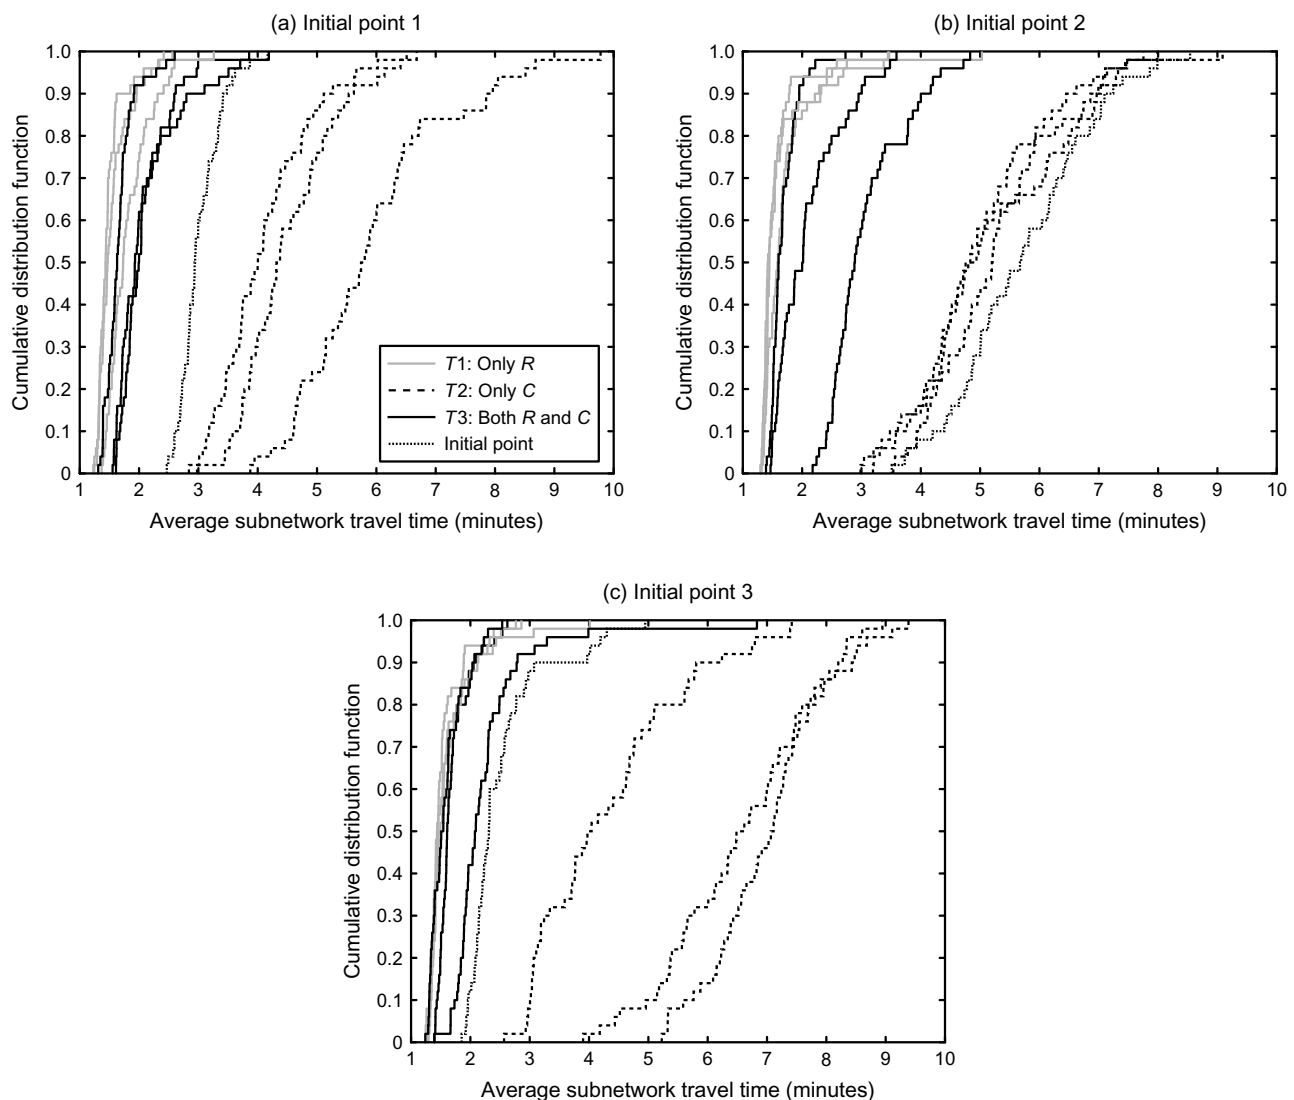 (a) Initial point 1
1.0
0.9
0.8
0.7
0.6
0.5
0.4
0.3
0.2
0.1
0
Cumulative distribution function
T1: Only R
T2: Only C
T3: Both R and C
Initial point
1 2 3 4 5 6 7 8 9 10
Average subnetwork travel time (minutes)
(b) Initial point 2
1.0
0.9
0.8
0.7
0.6
0.5
0.4
0.3
0.2
0.1
0
Cumulative distribution function
1 2 3 4 5 6 7 8 9 10
Average subnetwork travel time (minutes)
(c) Initial point 3
1.0
0.9
0.8
0.7
0.6
0.5
0.4
0.3
0.2
0.1
0
Cumulative distribution function
1 2 3 4 5 6 7 8 9 10
Average subnetwork travel time (minutes)